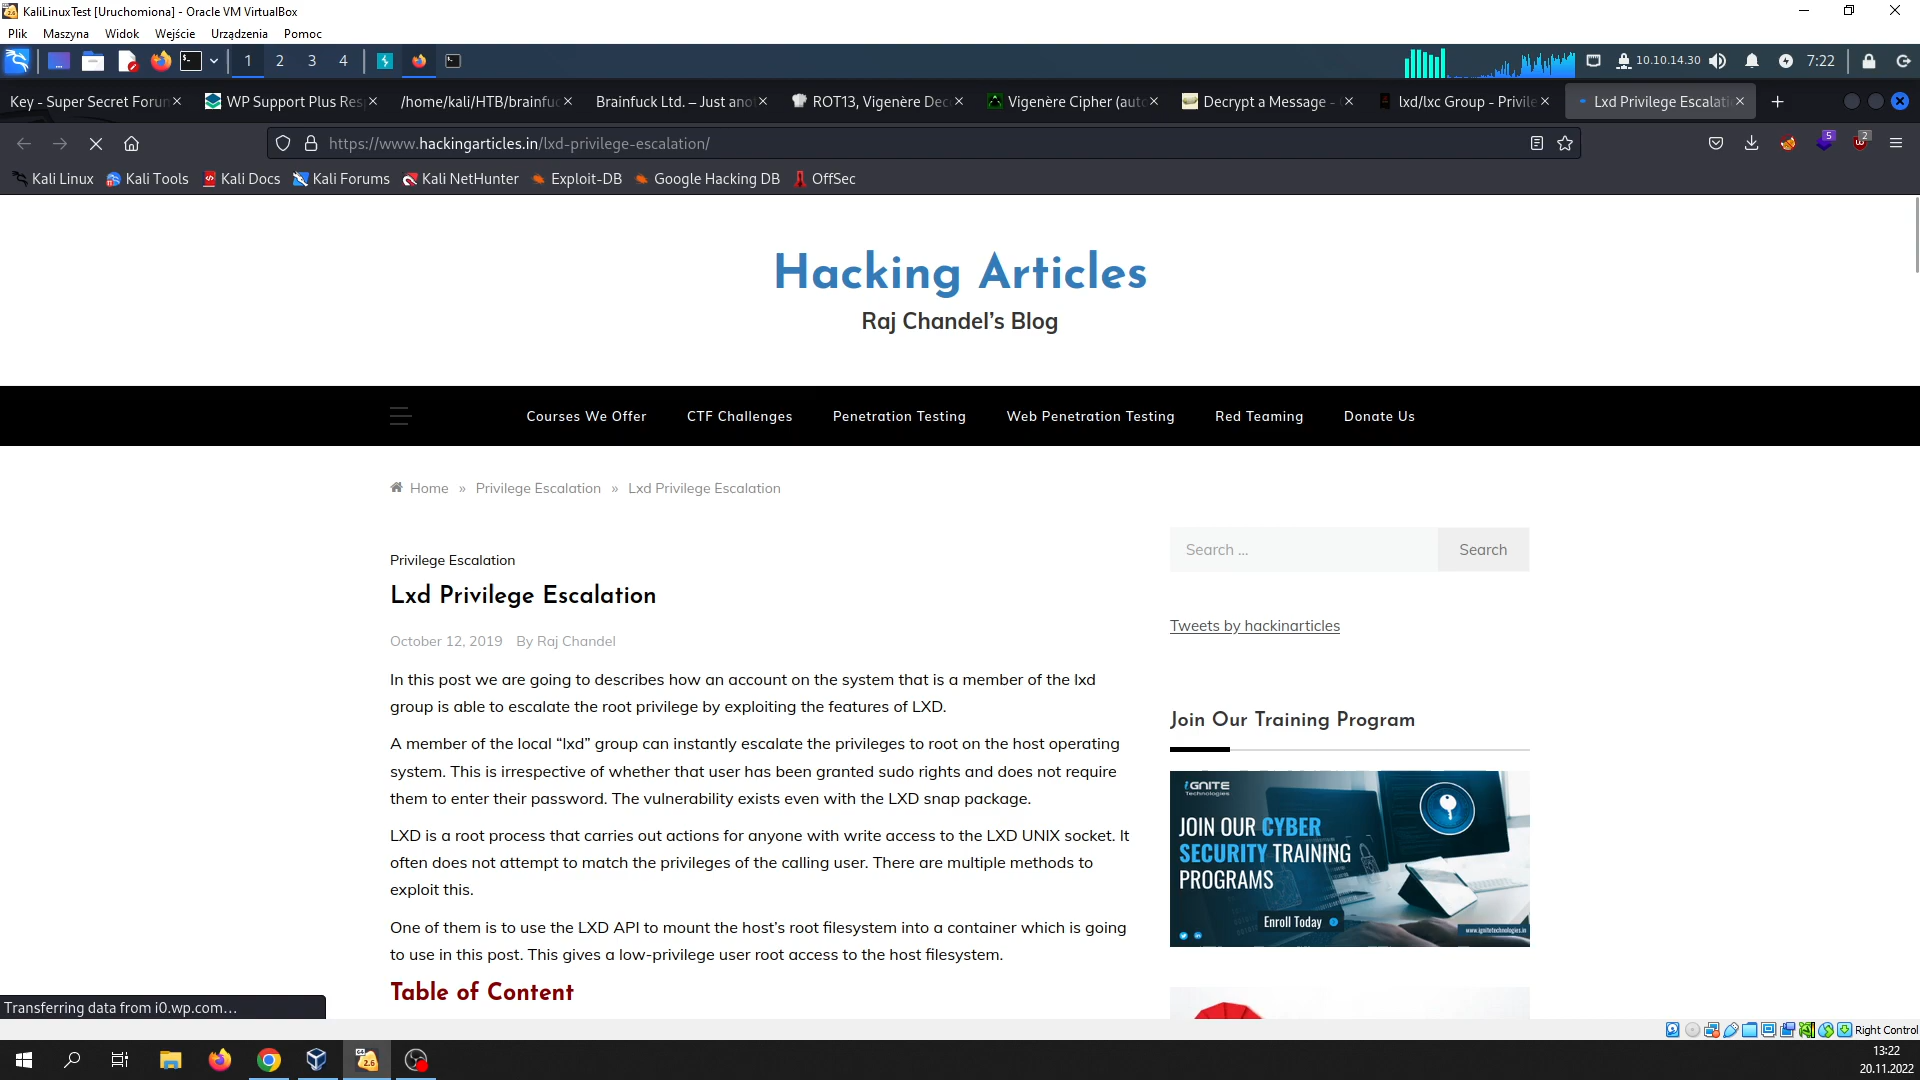 KaliLinuxTest [Uruchomiona] - Oracle VM VirtualBox
Plik Maszyna Widok Wejście Urządzenia Pomoc
1 2 3 4 10.10.14.30 7:22
Key - Super Secret Forun WP Support Plus Res /home/kali/HTB/brainfuc Brainfuck Ltd. – Just anot ROT13, Vigenère Dec Vigenère Cipher (auto Decrypt a Message - lxd/lxc Group - Privile Lxd Privilege Escalati
https://www.hackingarticles.in/lxd-privilege-escalation/ 5 2
Kali Linux Kali Tools Kali Docs Kali Forums Kali NetHunter Exploit-DB Google Hacking DB OffSec
Hacking Articles
Raj Chandel’s Blog
Courses We Offer CTF Challenges Penetration Testing Web Penetration Testing Red Teaming Donate Us
Home » Privilege Escalation » Lxd Privilege Escalation
Privilege Escalation
Lxd Privilege Escalation
October 12, 2019 By Raj Chandel
In this post we are going to describes how an account on the system that is a member of the lxd
group is able to escalate the root privilege by exploiting the features of LXD.
A member of the local “lxd” group can instantly escalate the privileges to root on the host operating
system. This is irrespective of whether that user has been granted sudo rights and does not require
them to enter their password. The vulnerability exists even with the LXD snap package.
LXD is a root process that carries out actions for anyone with write access to the LXD UNIX socket. It
often does not attempt to match the privileges of the calling user. There are multiple methods to
exploit this.
One of them is to use the LXD API to mount the host’s root filesystem into a container which is going
to use in this post. This gives a low-privilege user root access to the host filesystem.
Table of Content
Search ... Search
Tweets by hackinarticles
Join Our Training Program
IGNITE
Technologies
JOIN OUR CYBER
SECURITY TRAINING
PROGRAMS
Enroll Today
www.ignitetechnologies.in
Transferring data from i0.wp.com…
Right Control
64
2.6
13:22
20.11.2022